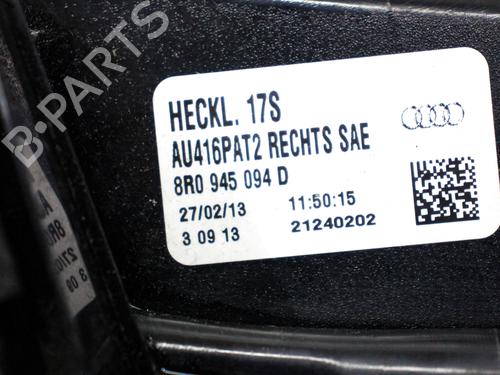 B-PARTS
HECKL. 17S
AU416PAT2 RECHTS SAE
8R0 945 094 D
27/02/13 11:50:15
3 09 13 21240202